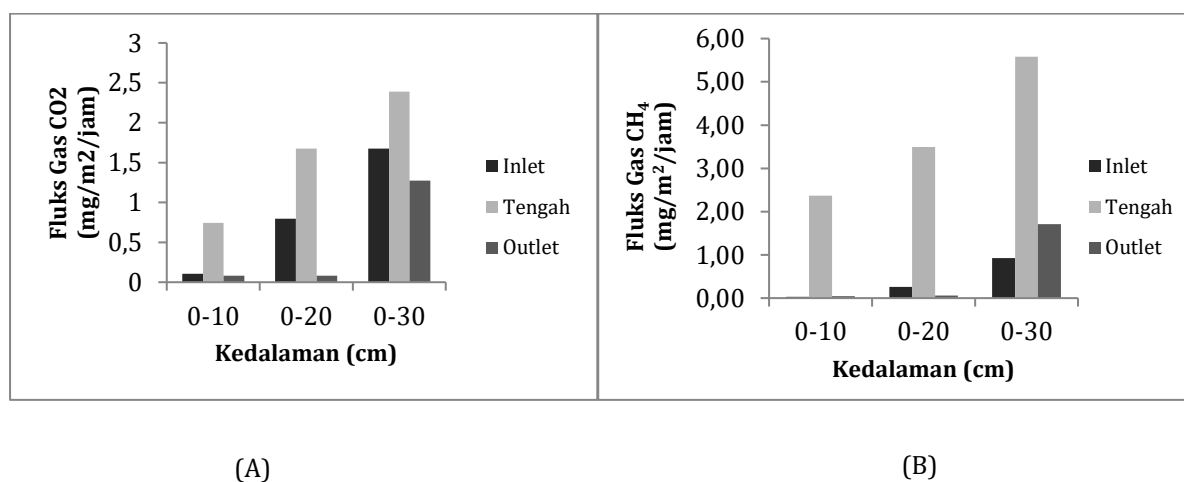 Fluks Gas CO2
(mg/m2/jam)
3
2,5
2
1,5
1
0,5
0
0-10 0-20 0-30
Kedalaman (cm)
Inlet
Tengah
Outlet
(A)
Fluks Gas CH₄
(mg/m²/jam)
6,00
5,00
4,00
3,00
2,00
1,00
0,00
0-10 0-20 0-30
Kedalaman (cm)
Inlet
Tengah
Outlet
(B)